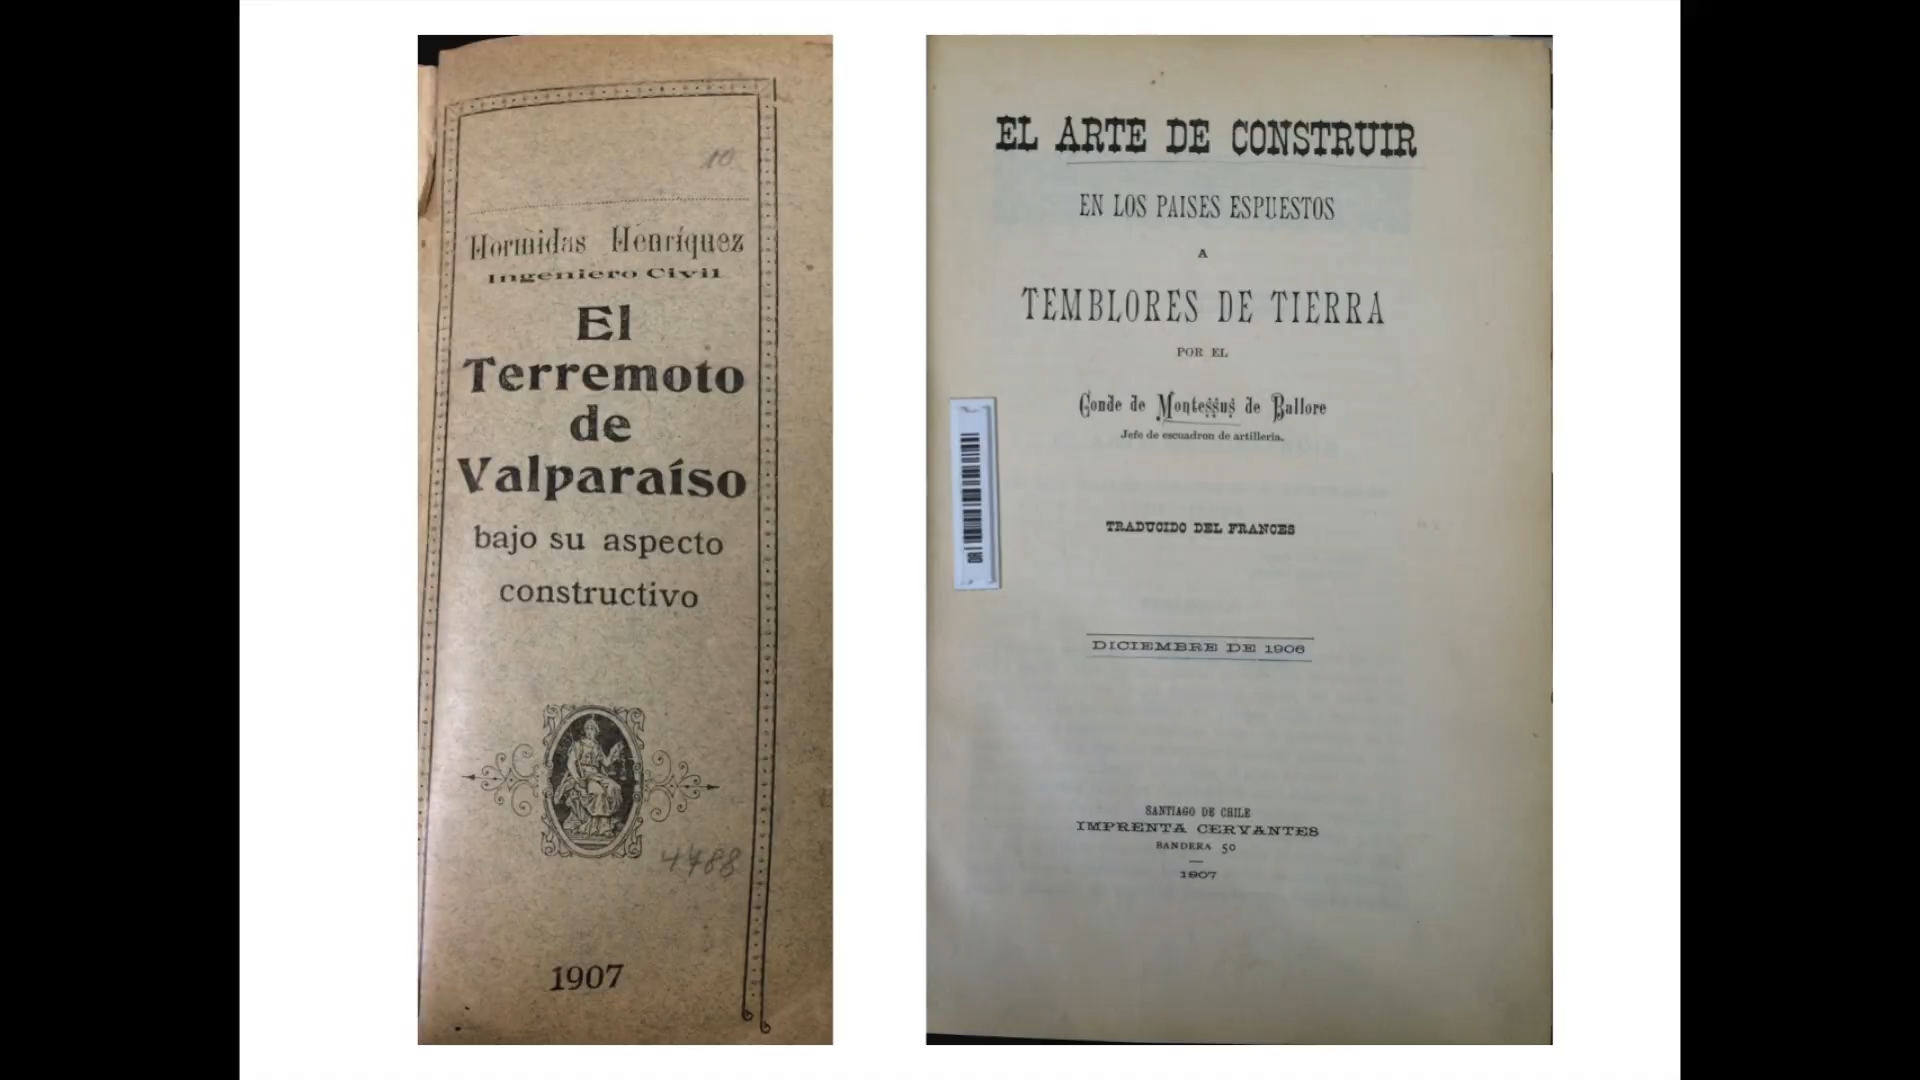 10
Hormidas Henríquez
Ingeniero Civil
El
Terremoto
de
Valparaíso
bajo su aspecto
constructivo
4788
1907
EL ARTE DE CONSTRUIR
EN LOS PAISES ESPUESTOS
A
TEMBLORES DE TIERRA
POR EL
Conde de Montessus de Ballore
Jefe de escuadron de artillería.
TRADUCIDO DEL FRANCES
DICIEMBRE DE 1906
SANTIAGO DE CHILE
IMPRENTA CERVANTES
BANDERA 50
1907